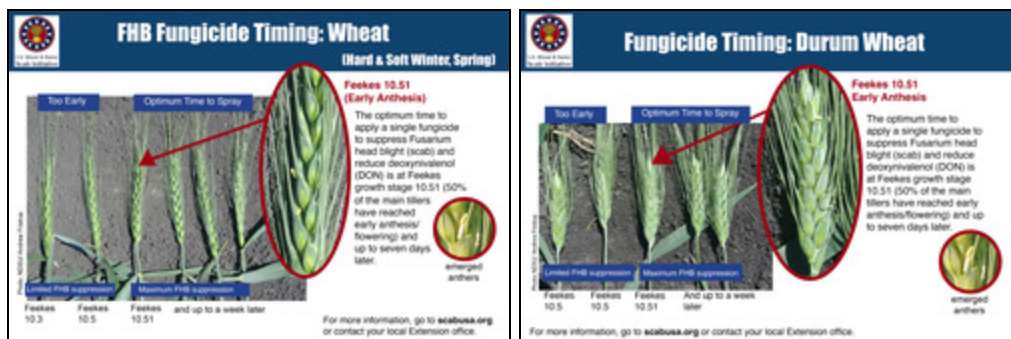 FHB Fungicide Timing: Wheat
(Hard & Soft Winter, Spring)
Too Early
Optimum Time to Spray
Feekes 10.51
(Early Anthesis)
The optimum time to
apply a single fungicide
to suppress Fusarium
head blight (scab) and
reduce deoxynivalenol
(DON) is at Feekes
growth stage 10.51 (50%
of the main tillers
have reached
early anthesis/
flowering) and
up to seven days
later.
emerged
anthers
Limited FHB suppression
Maximum FHB suppression
Feekes
10.3
Feekes
10.5
Feekes
10.51
and up to a week later
For more information, go to scabusa.org
or contact your local Extension office.
Fungicide Timing: Durum Wheat
Too Early
Optimum Time to Spray
Feekes 10.51
Early Anthesis
The optimum time to
apply a single fungicide
to suppress Fusarium
head blight (scab) and
reduce deoxynivalenol
(DON) is at Feekes
growth stage
10.51 (50% of the main
tillers have reached early
anthesis/flowering) and up
to seven days later.
emerged
anthers
Limited FHB suppression
Maximum FHB suppression
Feekes
10.5
Feekes
10.5
Feekes
10.51
And up to a week
later
For more information, go to scabusa.org or contact your local Extension office.